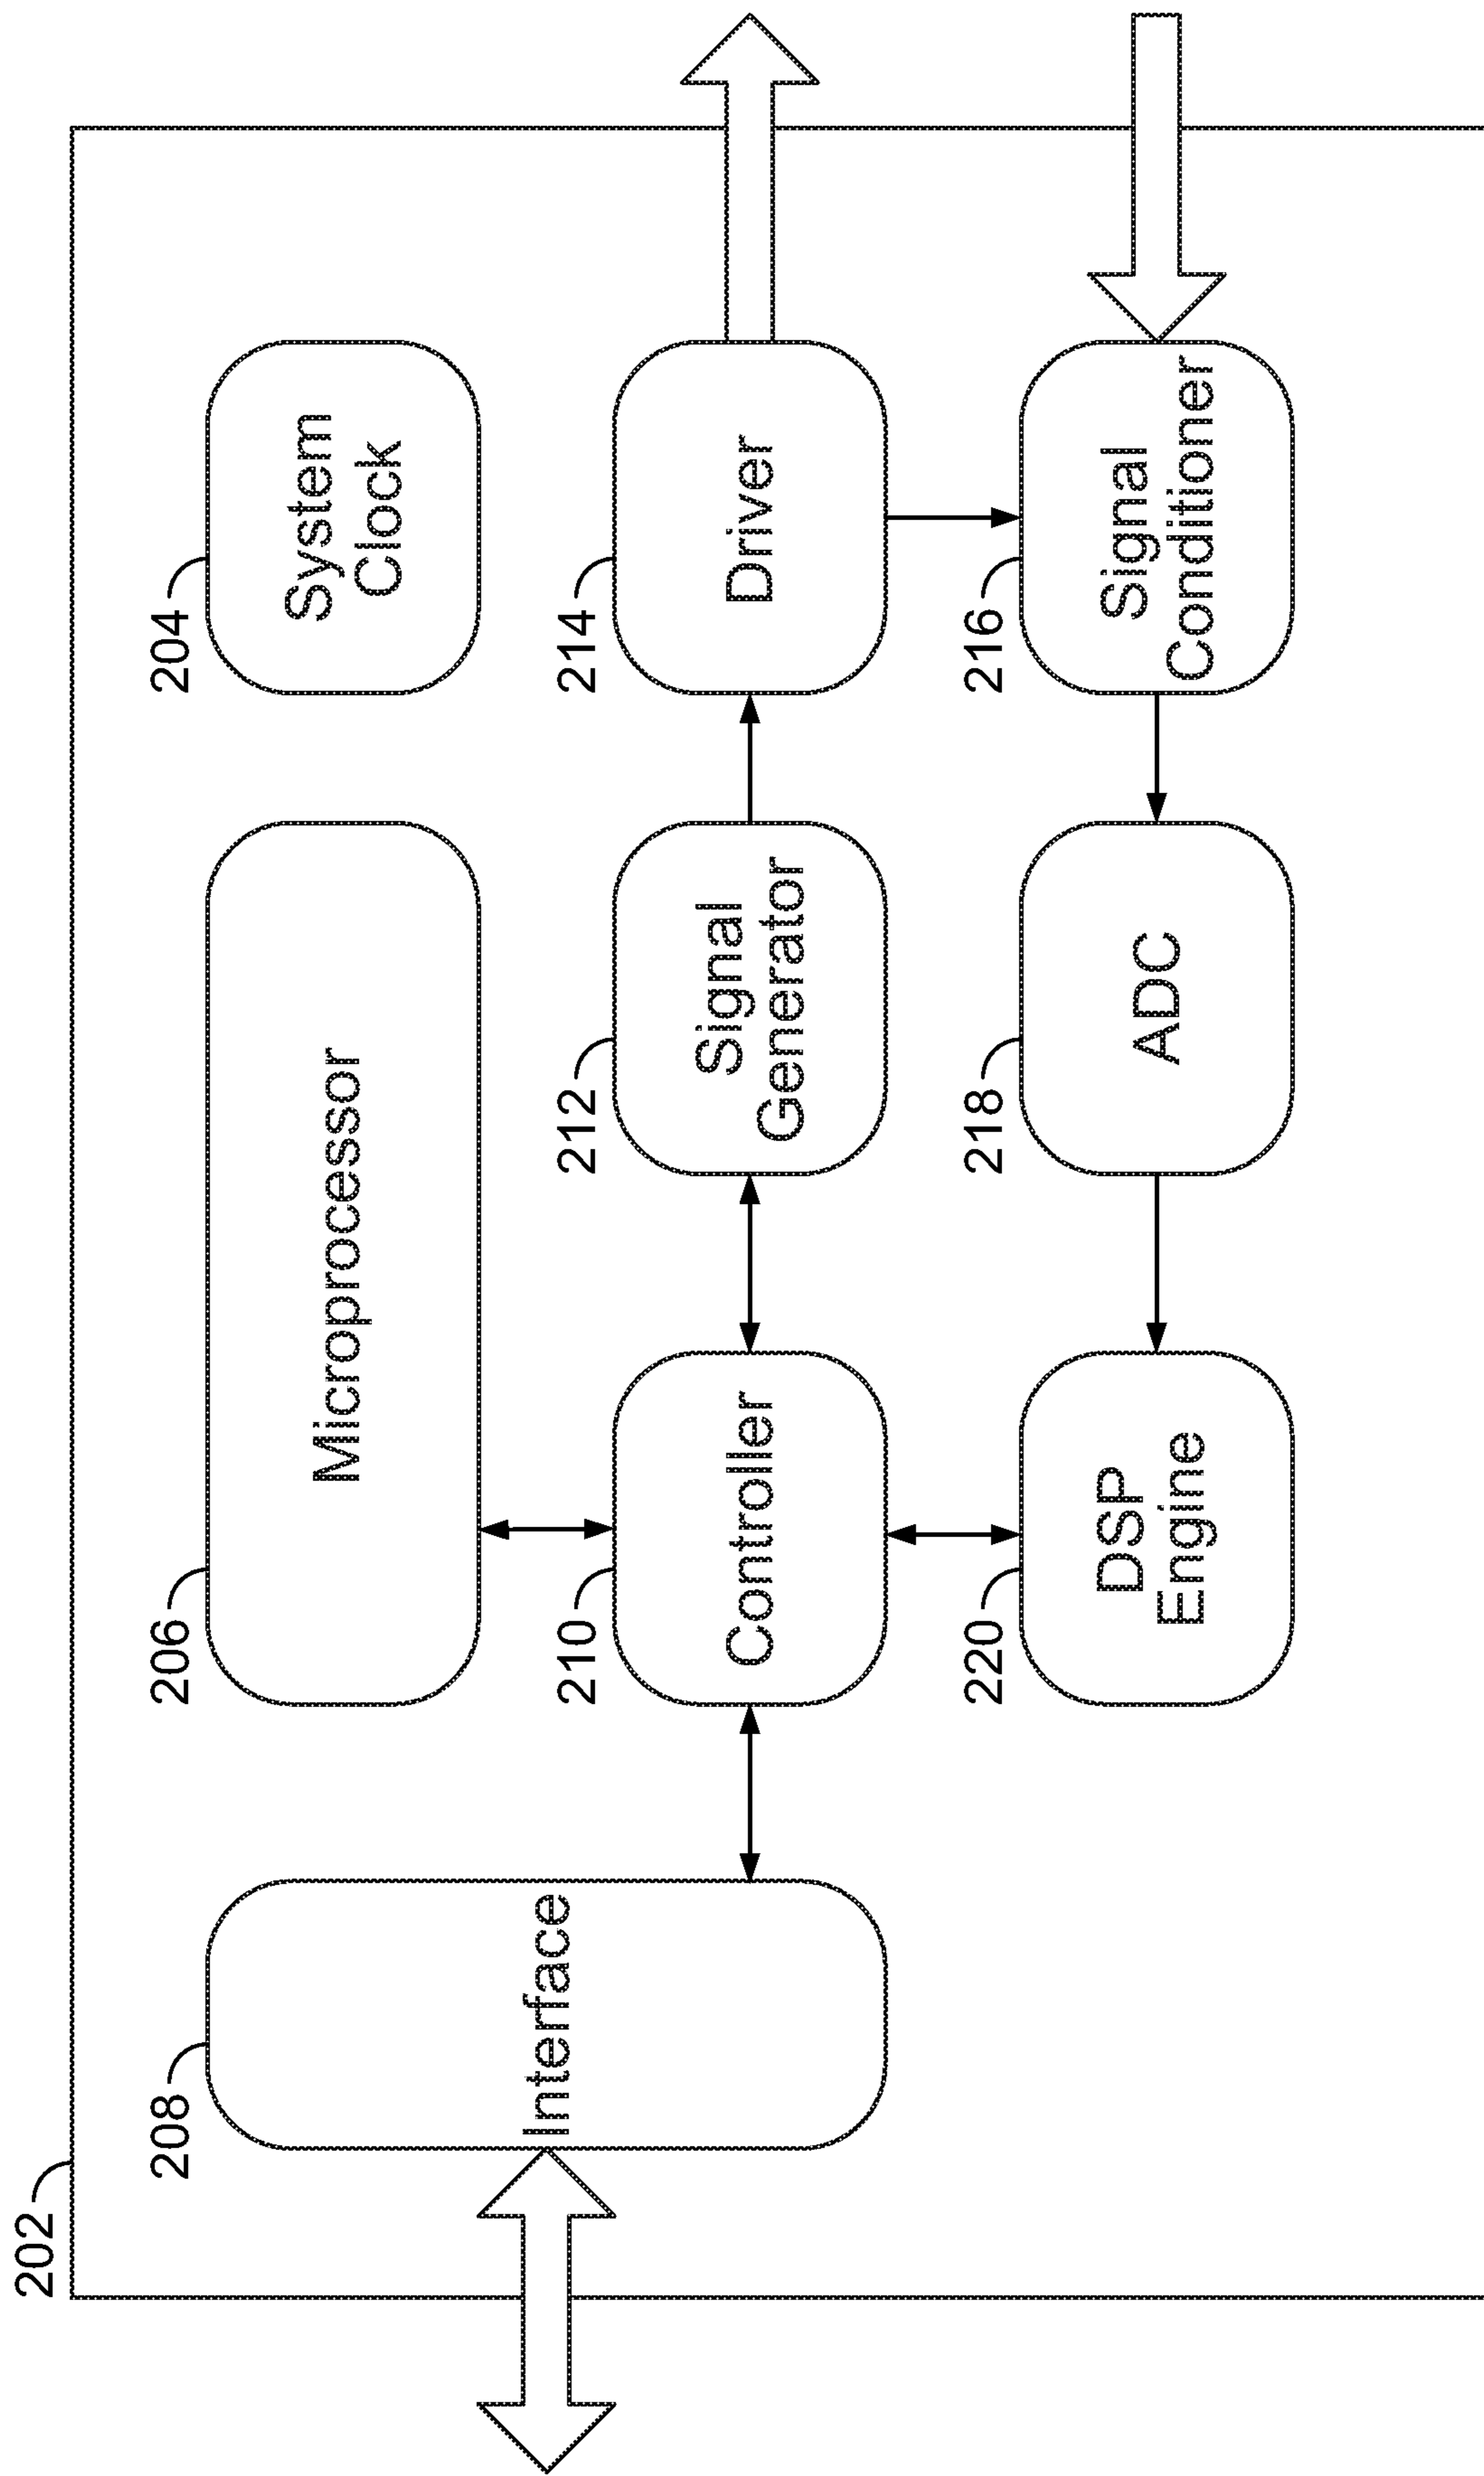 202
208
Interface
206
Microprocessor
204
System
Clock
210
Controller
212
Signal
Generator
214
Driver
220
DSP
Engine
218
ADC
216
Signal
Conditioner